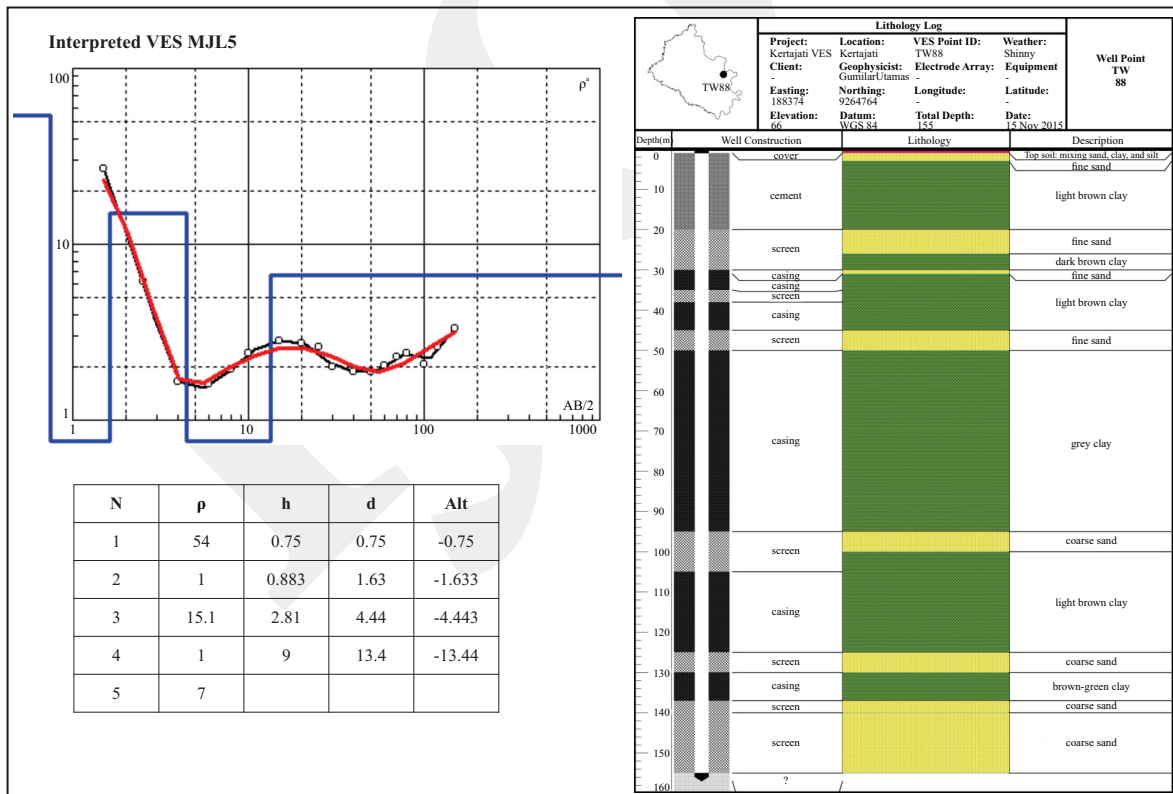 Interpreted VES MJL5
100
10
1
ρᵃ
AB/2
1
10
100
1000
N ρ h d Alt
1 54 0.75 0.75 -0.75
2 1 0.883 1.63 -1.633
3 15.1 2.81 4.44 -4.443
4 1 9 13.4 -13.44
5 7
TW88
Lithology Log
Project: Location: VES Point ID: Weather:
Kertajati VES Kertajati TW88 Shinny
Client: Geophysicist: Electrode Array: Equipment
- GumilarUtamas - -
Easting: Northing: Longitude: Latitude:
188374 9264764 - -
Elevation: Datum: Total Depth: Date:
66 WGS 84 155 15 Nov 2015
Well Point
TW
88
Depth(m) Well Construction Lithology Description
0
10
20
30
40
50
60
70
80
90
100
110
120
130
140
150
160
cover
cement
screen
casing
casing
screen
casing
screen
casing
screen
casing
screen
casing
screen
screen
?
Top soil: mixing sand, clay, and silt
fine sand
light brown clay
fine sand
dark brown clay
fine sand
light brown clay
fine sand
grey clay
coarse sand
light brown clay
coarse sand
brown-green clay
coarse sand
coarse sand